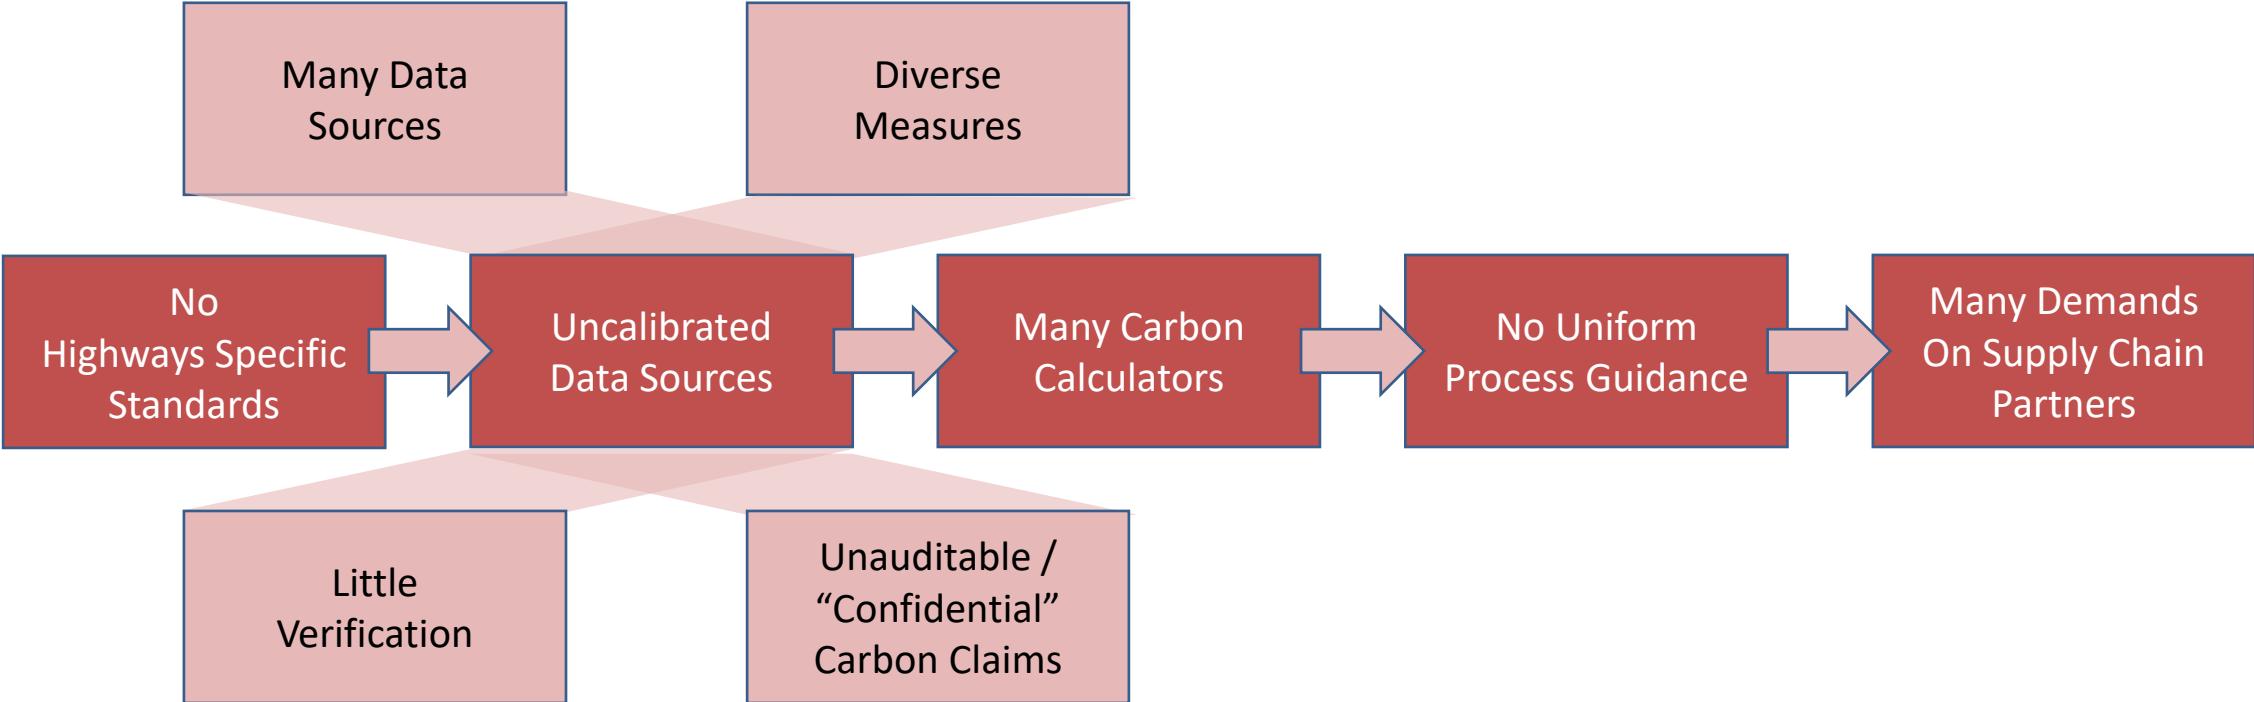 Many Data
Sources
Diverse
Measures
No
Highways Specific
Standards
Uncalibrated
Data Sources
Many Carbon
Calculators
No Uniform
Process Guidance
Many Demands
On Supply Chain
Partners
Little
Verification
Unauditable /
“Confidential”
Carbon Claims